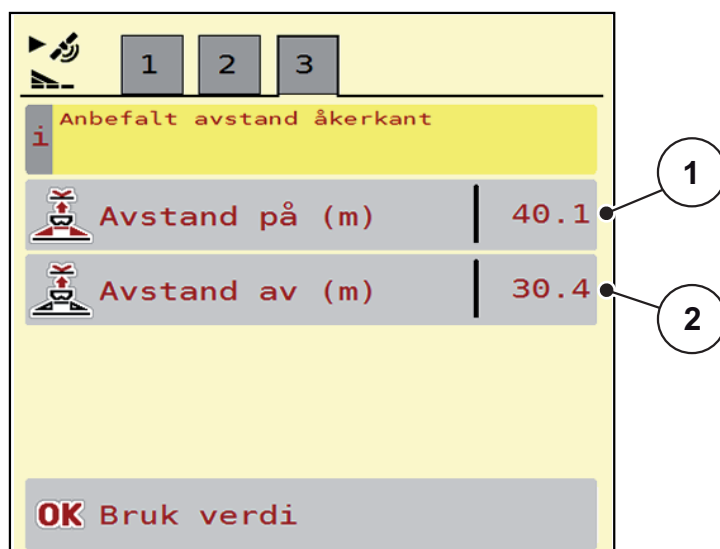 1 2 3
i Anbefalt avstand åkerkant
Avstand på (m) 40.1
1
Avstand av (m) 30.4
2
OK Bruk verdi